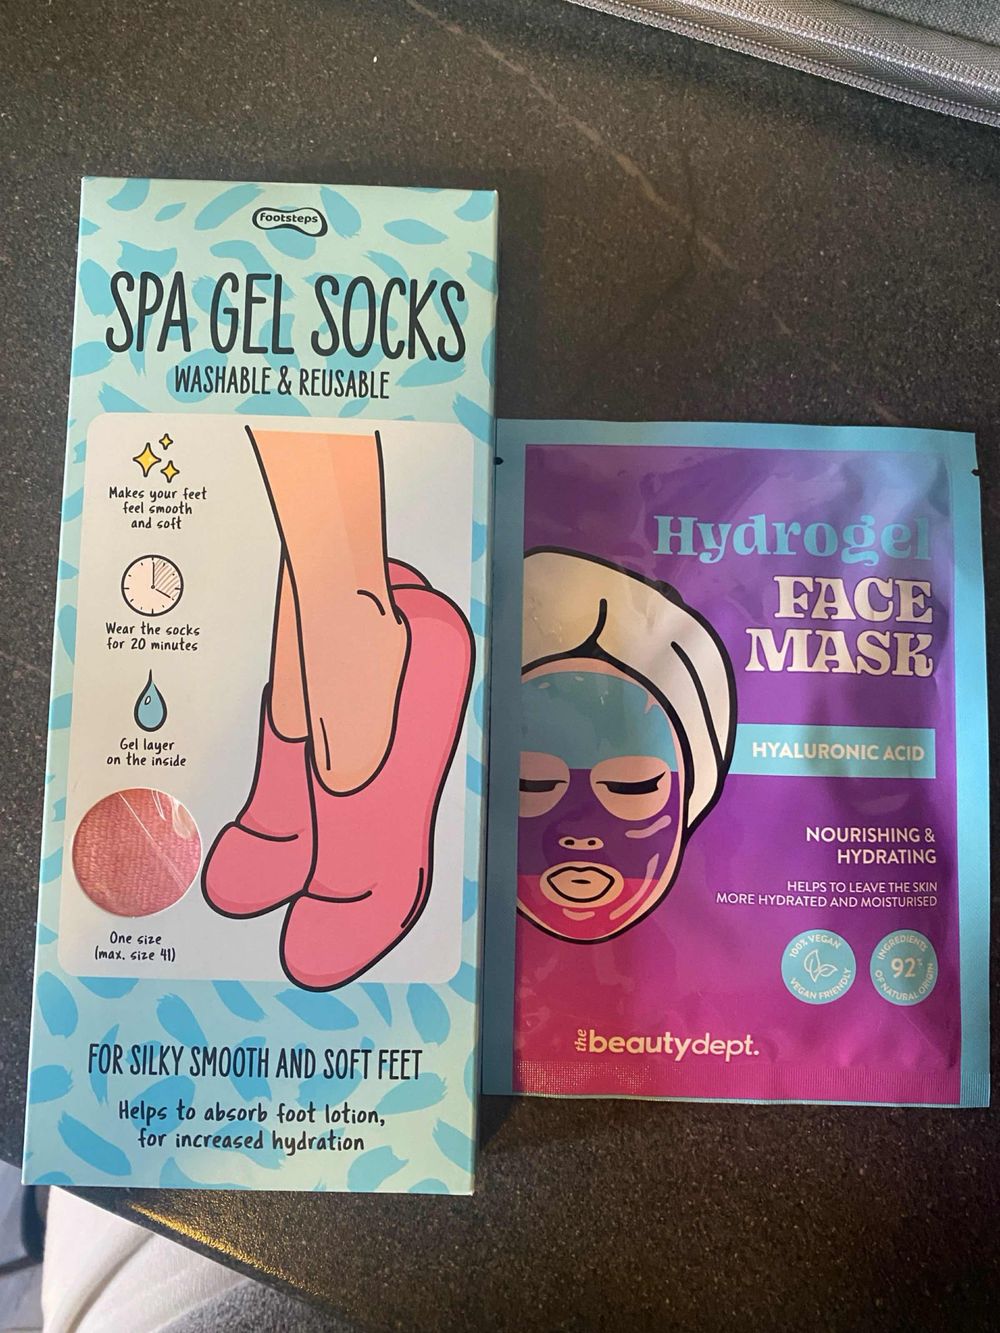 footsteps
SPA GEL SOCKS
WASHABLE & REUSABLE
Makes your feet
feel smooth
and soft
Wear the socks
for 20 minutes
Gel layer
on the inside
One size
(max. size 41)
FOR SILKY SMOOTH AND SOFT FEET
Helps to absorb foot lotion,
for increased hydration
Hydrogel
FACE
MASK
HYALURONIC ACID
NOURISHING &
HYDRATING
HELPS TO LEAVE THE SKIN
MORE HYDRATED AND MOISTURISED
100% VEGAN
VEGAN FRIENDLY
INGREDIENTS
92%
OF NATURAL ORIGIN
the beautydept.